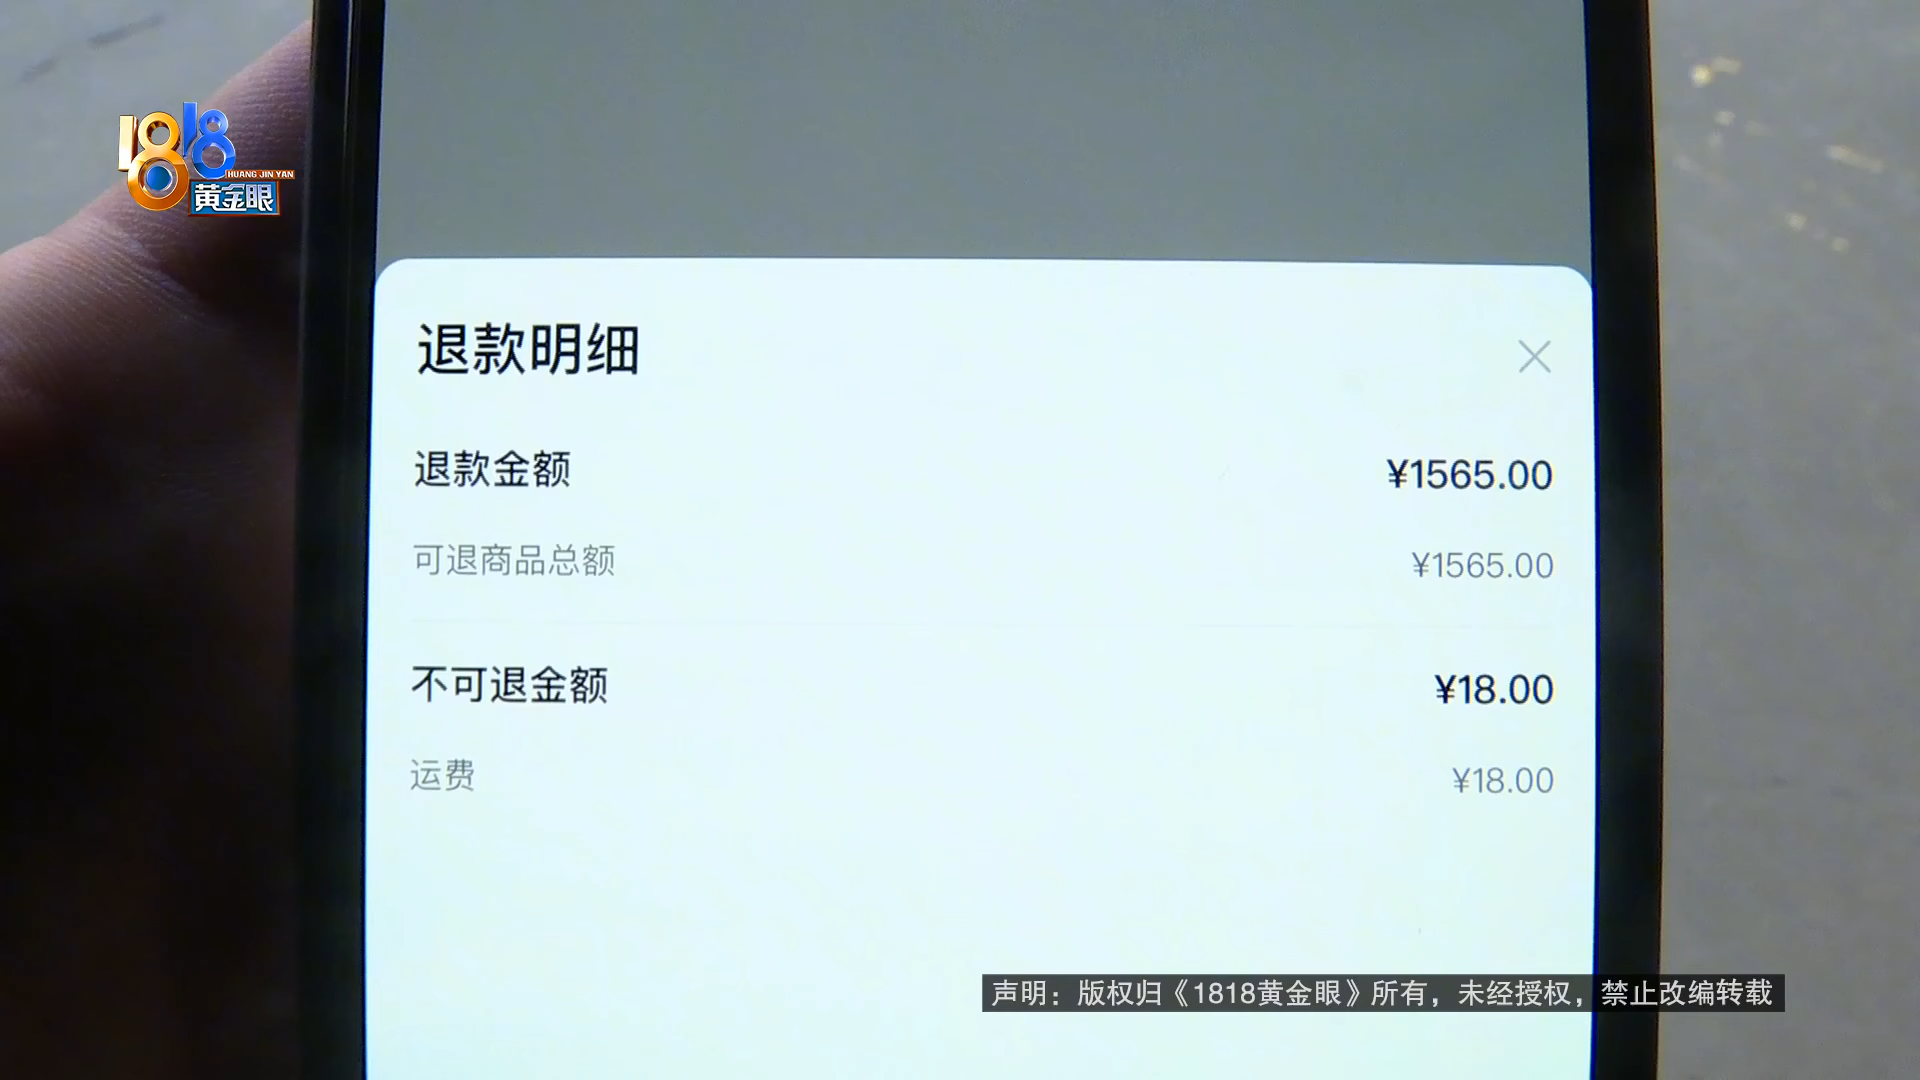 1818
HUANG JIN YAN
黄金眼
退款明细
退款金额 ¥1565.00
可退商品总额 ¥1565.00
不可退金额 ¥18.00
运费 ¥18.00
声明：版权归《1818黄金眼》所有，未经授权，禁止改编转载